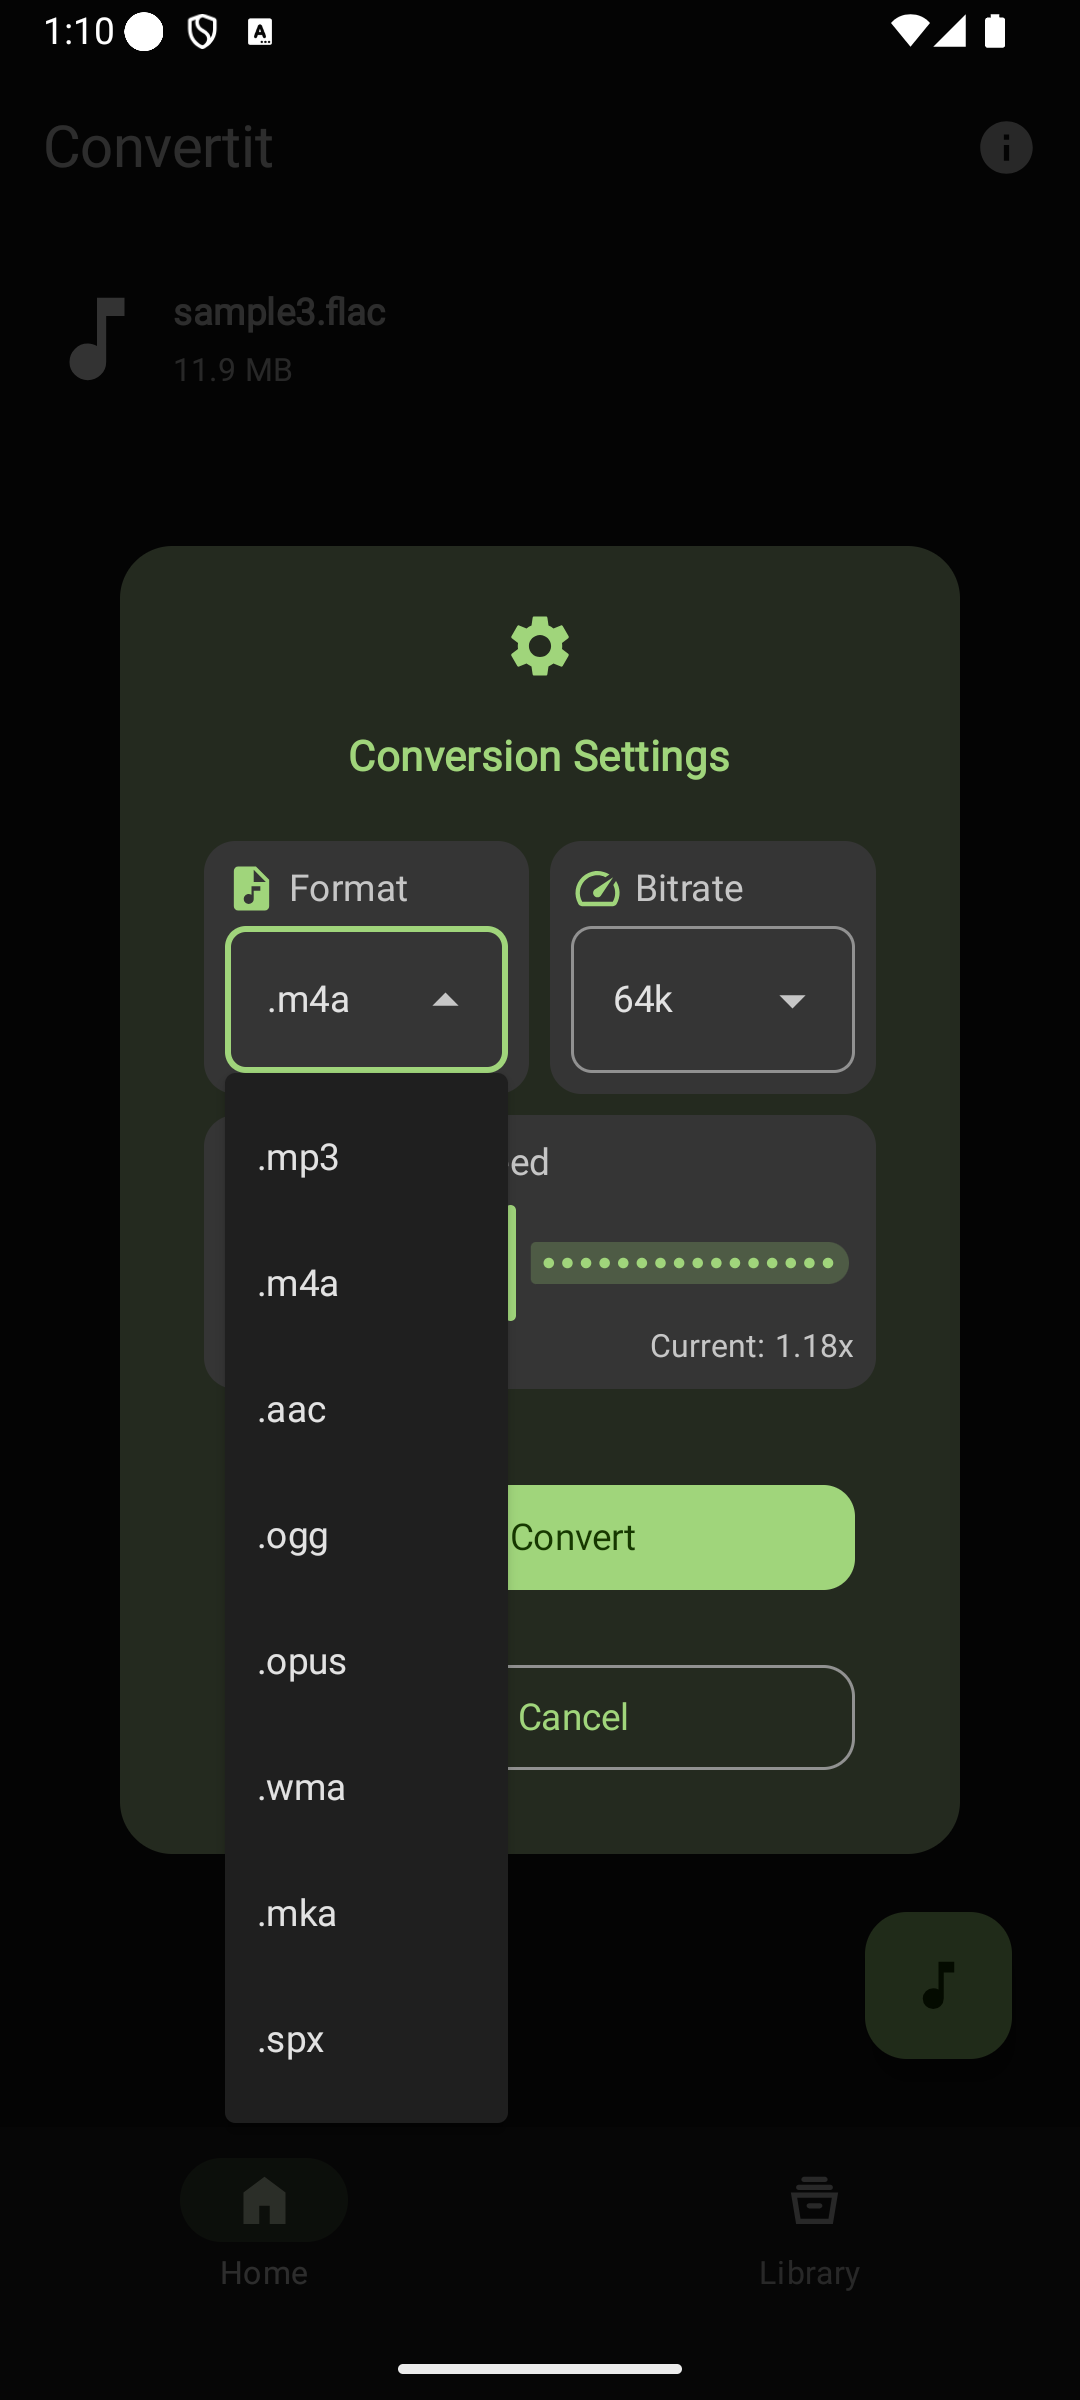 1:10
Convertit
sample3.flac
11.9 MB
Conversion Settings
Format
Bitrate
.m4a
64k
.mp3
.m4a
.aac
.ogg
.opus
.wma
.mka
.spx
ed
Current: 1.18x
Convert
Cancel
Home
Library